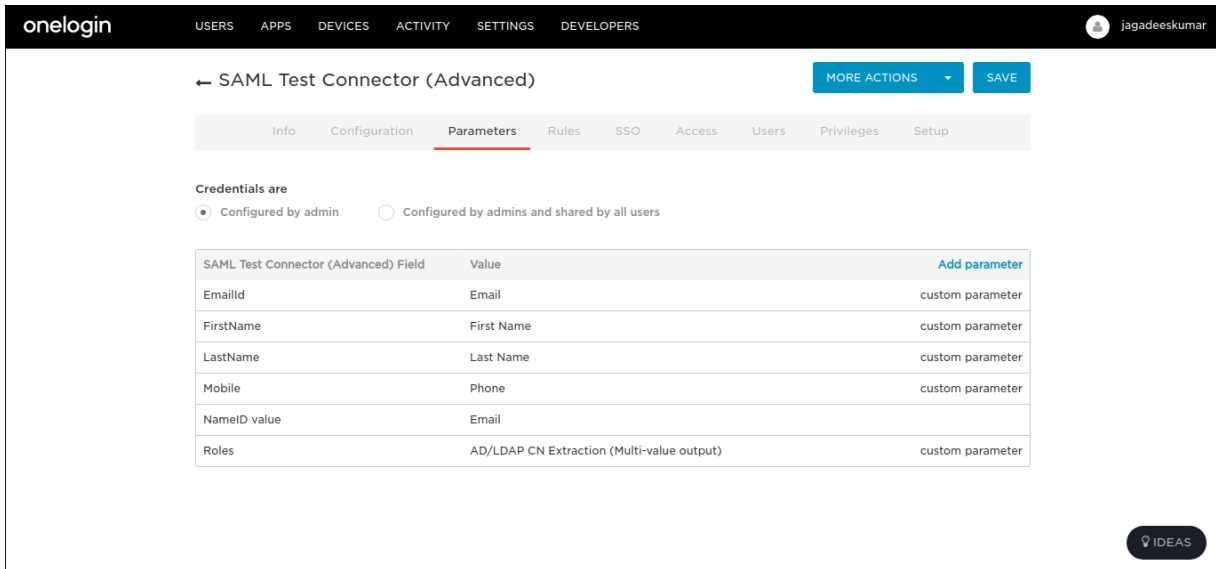 onelogin USERS APPS DEVICES ACTIVITY SETTINGS DEVELOPERS jagadeeskumar
← SAML Test Connector (Advanced) MORE ACTIONS SAVE
Info Configuration Parameters Rules SSO Access Users Privileges Setup
Credentials are
Configured by admin Configured by admins and shared by all users
SAML Test Connector (Advanced) Field Value Add parameter
EmailId Email custom parameter
FirstName First Name custom parameter
LastName Last Name custom parameter
Mobile Phone custom parameter
NameID value Email
Roles AD/LDAP CN Extraction (Multi-value output) custom parameter
IDEAS